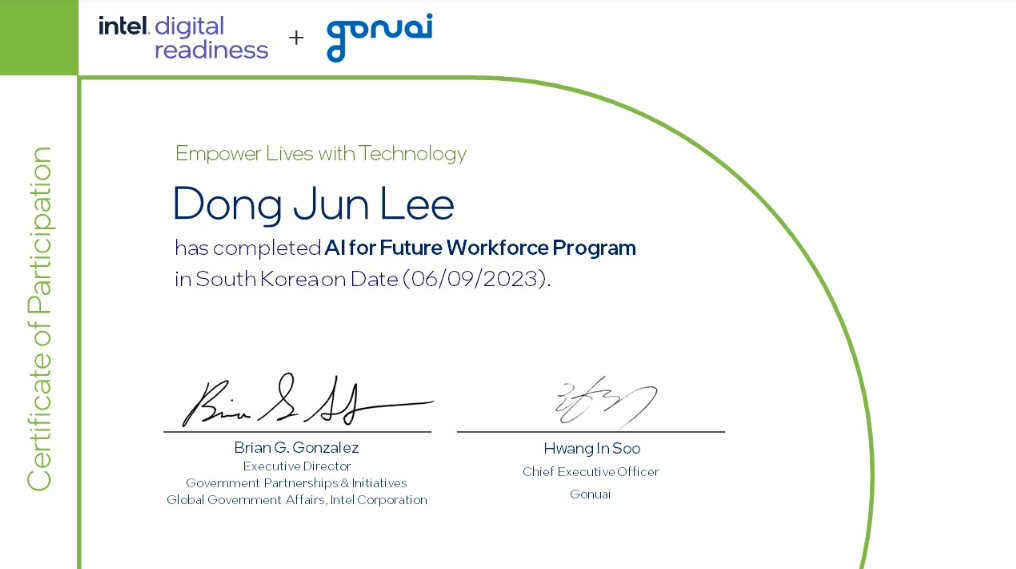 intel. digital
readiness
+
gonuai
Certificate of Participation
Empower Lives with Technology
Dong Jun Lee
has completed AI for Future Workforce Program
in South Korea on Date (06/09/2023).
Brian G. Gonzalez
Executive Director
Government Partnerships & Initiatives
Global Government Affairs, Intel Corporation
Hwang In Soo
Chief Executive Officer
Gonuai